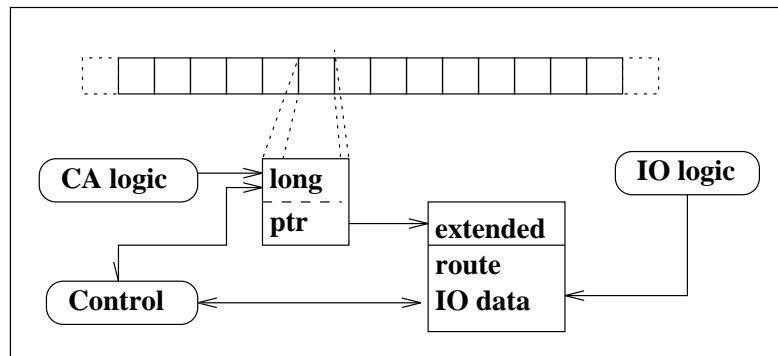 CA logic
long
ptr
IO logic
extended
route
IO data
Control